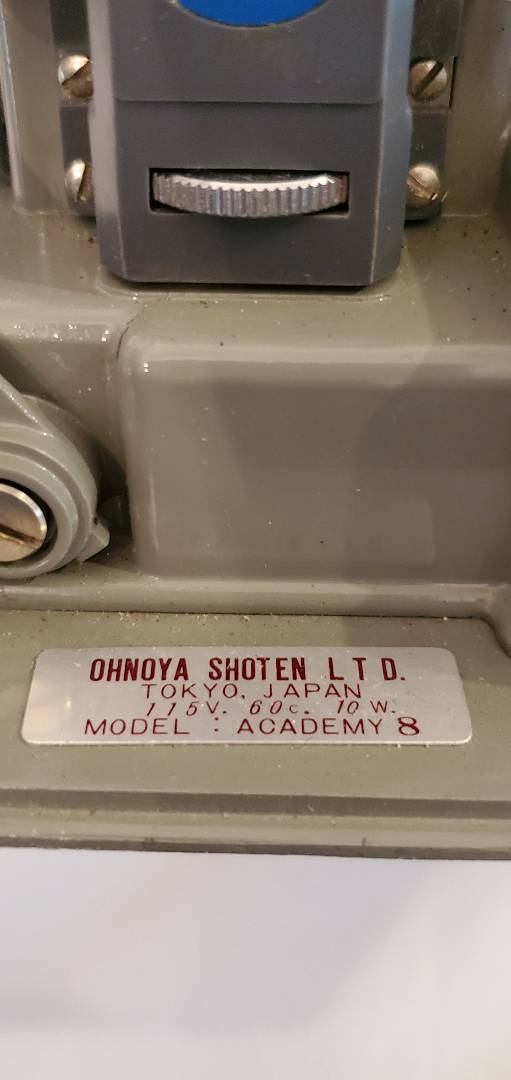 OHNOYA SHOTEN LTD.
TOKYO, JAPAN
115V. 60c. 10W.
MODEL : ACADEMY 8